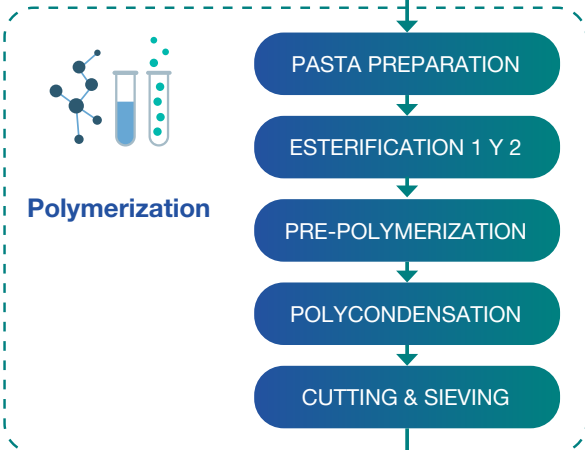 PASTA PREPARATION
ESTERIFICATION 1 Y 2
Polymerization
PRE-POLYMERIZATION
POLYCONDENSATION
CUTTING & SIEVING